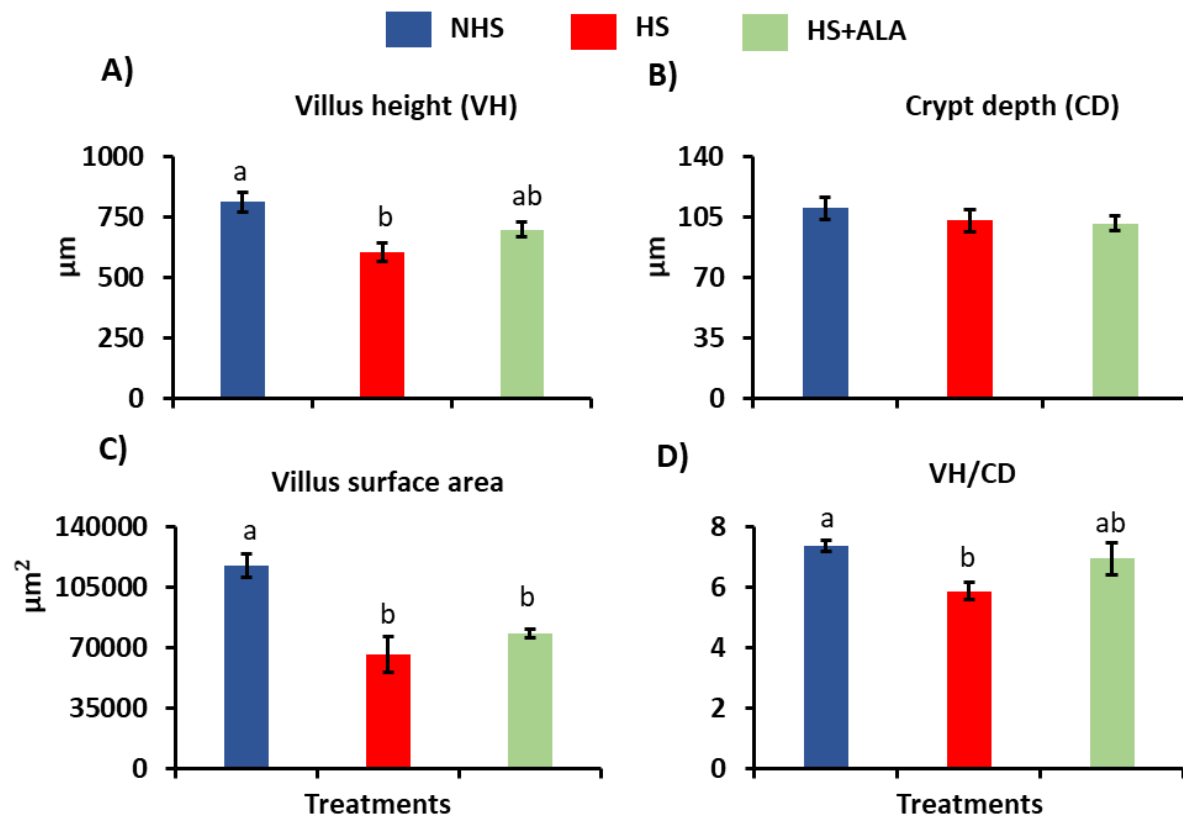 NHS HS HS+ALA
A)
Villus height (VH)
1000
750
500
250
0
µm
a
b
ab
B)
Crypt depth (CD)
140
105
70
35
0
µm
C)
Villus surface area
140000
105000
70000
35000
0
µm²
a
b
b
Treatments
D)
VH/CD
8
6
4
2
0
a
b
ab
Treatments